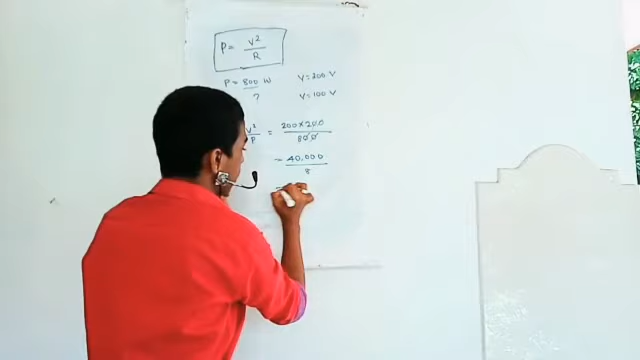 P = V²/R
P = 800 W V = 200 V
? V = 100 V
V²/P = 200 × 200/800
= 40,000/8
=